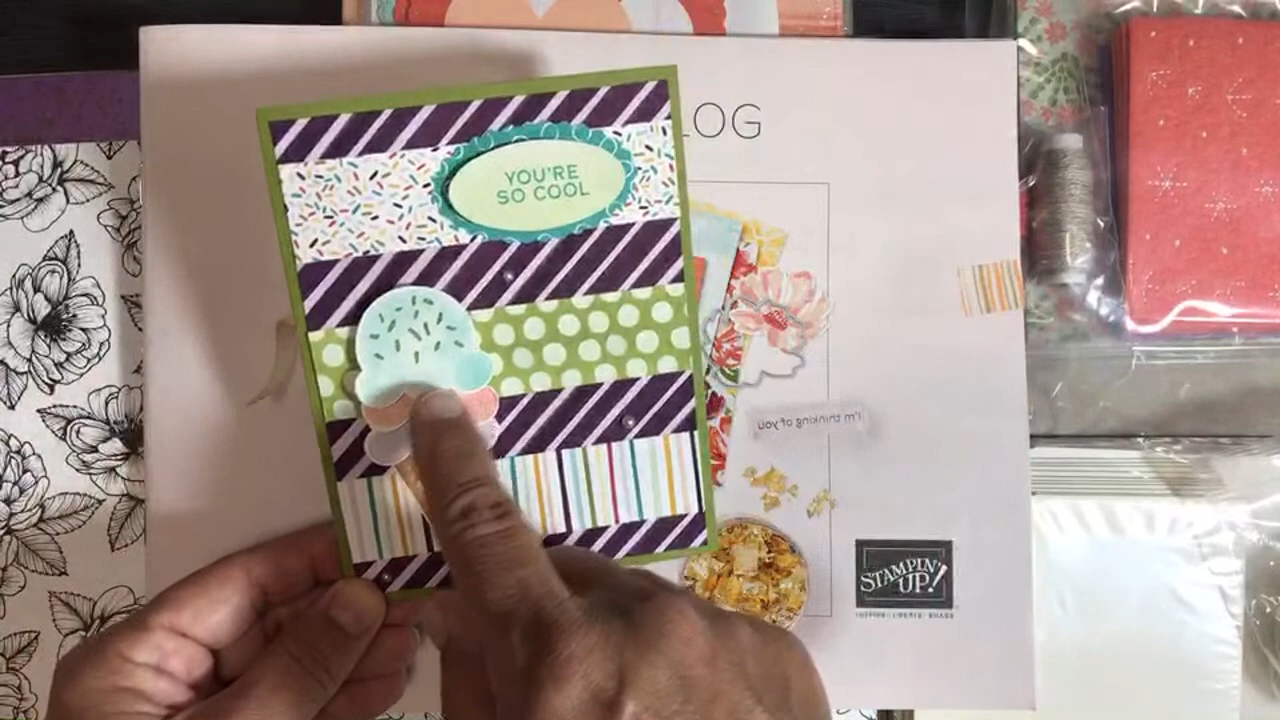 LOG
YOU'RE
SO COOL
I'm thinking of you
STAMPIN'
UP!